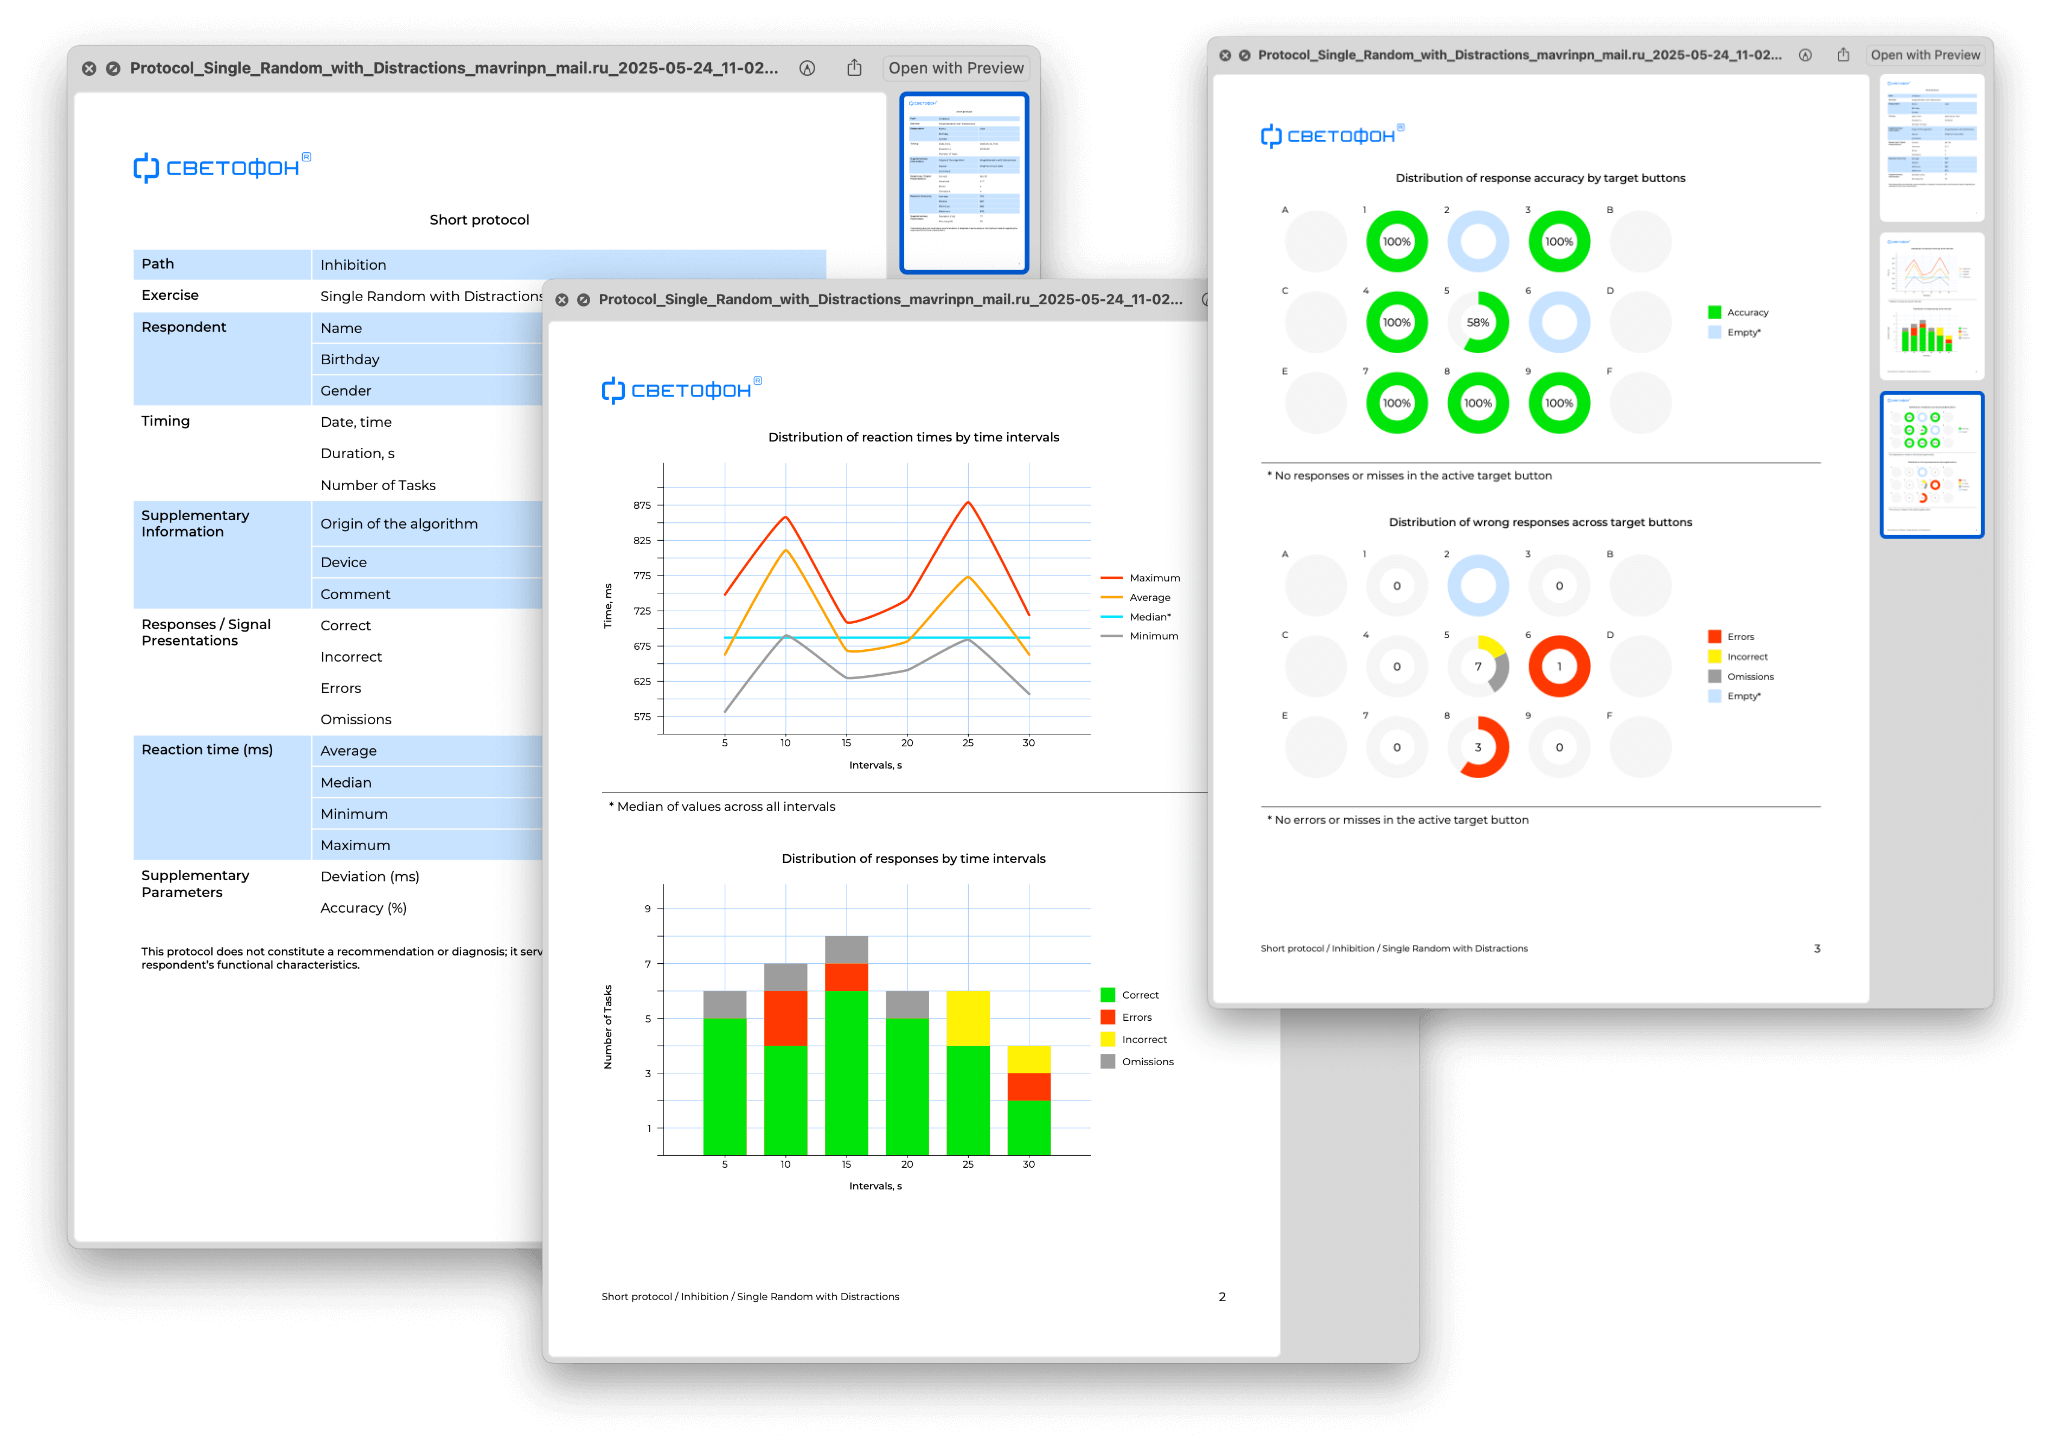 Protocol_Single_Random_with_Distractions_mavrinpn_mail.ru_2025-05-24_11-02...
Open with Preview
СВЕТОФОН®
Short protocol
Path Inhibition
Exercise Single Random with Distractions
Respondent Name
Birthday
Gender
Timing Date, time
Duration, s
Number of Tasks
Supplementary
Information
Origin of the algorithm
Device
Comment
Responses / Signal
Presentations
Correct
Incorrect
Errors
Omissions
Reaction time (ms) Average
Median
Minimum
Maximum
Supplementary
Parameters
Deviation (ms)
Accuracy (%)
This protocol does not constitute a recommendation or diagnosis; it
respondent's functional characteristics.
Protocol_Single_Random_with_Distractions_mavrinpn_mail.ru_2025-05-24_11-02...
СВЕТОФОН®
Distribution of reaction times by time intervals
Time, ms
875
825
775
725
675
625
575
5 10 15 20 25 30
Intervals, s
Maximum
Average
Median*
Minimum
* Median of values across all intervals
Distribution of responses by time intervals
Number of Tasks
9
7
5
3
1
5 10 15 20 25 30
Intervals, s
Correct
Errors
Incorrect
Omissions
Short protocol / Inhibition / Single Random with Distractions 2
Protocol_Single_Random_with_Distractions_mavrinpn_mail.ru_2025-05-24_11-02...
Open with Preview
СВЕТОФОН®
Distribution of response accuracy by target buttons
A 1 2 3 B
100% 100%
C 4 5 6 D
100% 58%
E 7 8 9 F
100% 100% 100%
Accuracy
Empty*
* No responses or misses in the active target button
Distribution of wrong responses across target buttons
A 1 2 3 B
0 0
C 4 5 6 D
0 7 1
E 7 8 9 F
0 3 0
Errors
Incorrect
Omissions
Empty*
* No errors or misses in the active target button
Short protocol / Inhibition / Single Random with Distractions 3